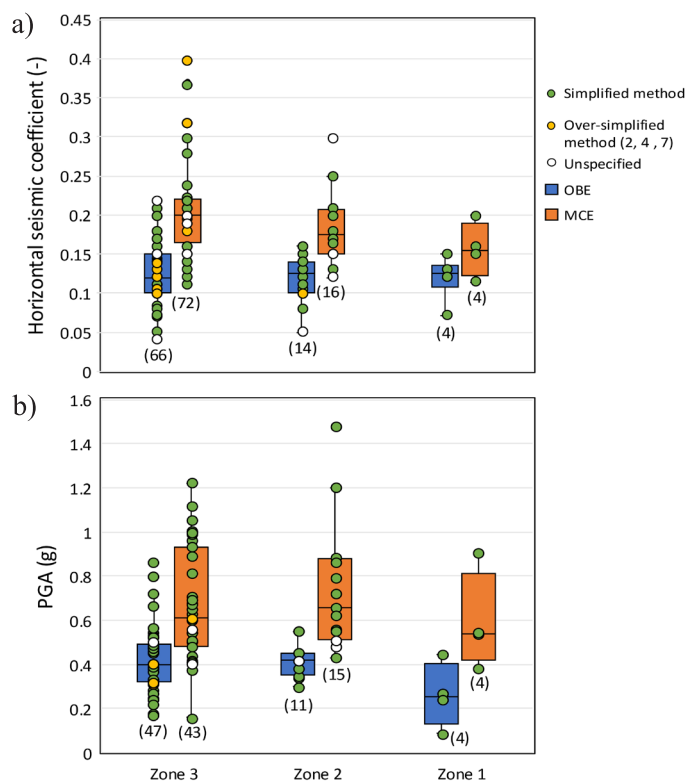 a)
Horizontal seismic coefficient (-)
0.45
0.4
0.35
0.3
0.25
0.2
0.15
0.1
0.05
0
(66)
(72)
(14)
(16)
(4)
(4)
Simplified method
Over-simplified
method (2, 4 , 7)
Unspecified
OBE
MCE
b)
PGA (g)
1.6
1.4
1.2
1
0.8
0.6
0.4
0.2
0
(47)
(43)
(11)
(15)
(4)
(4)
Zone 3
Zone 2
Zone 1